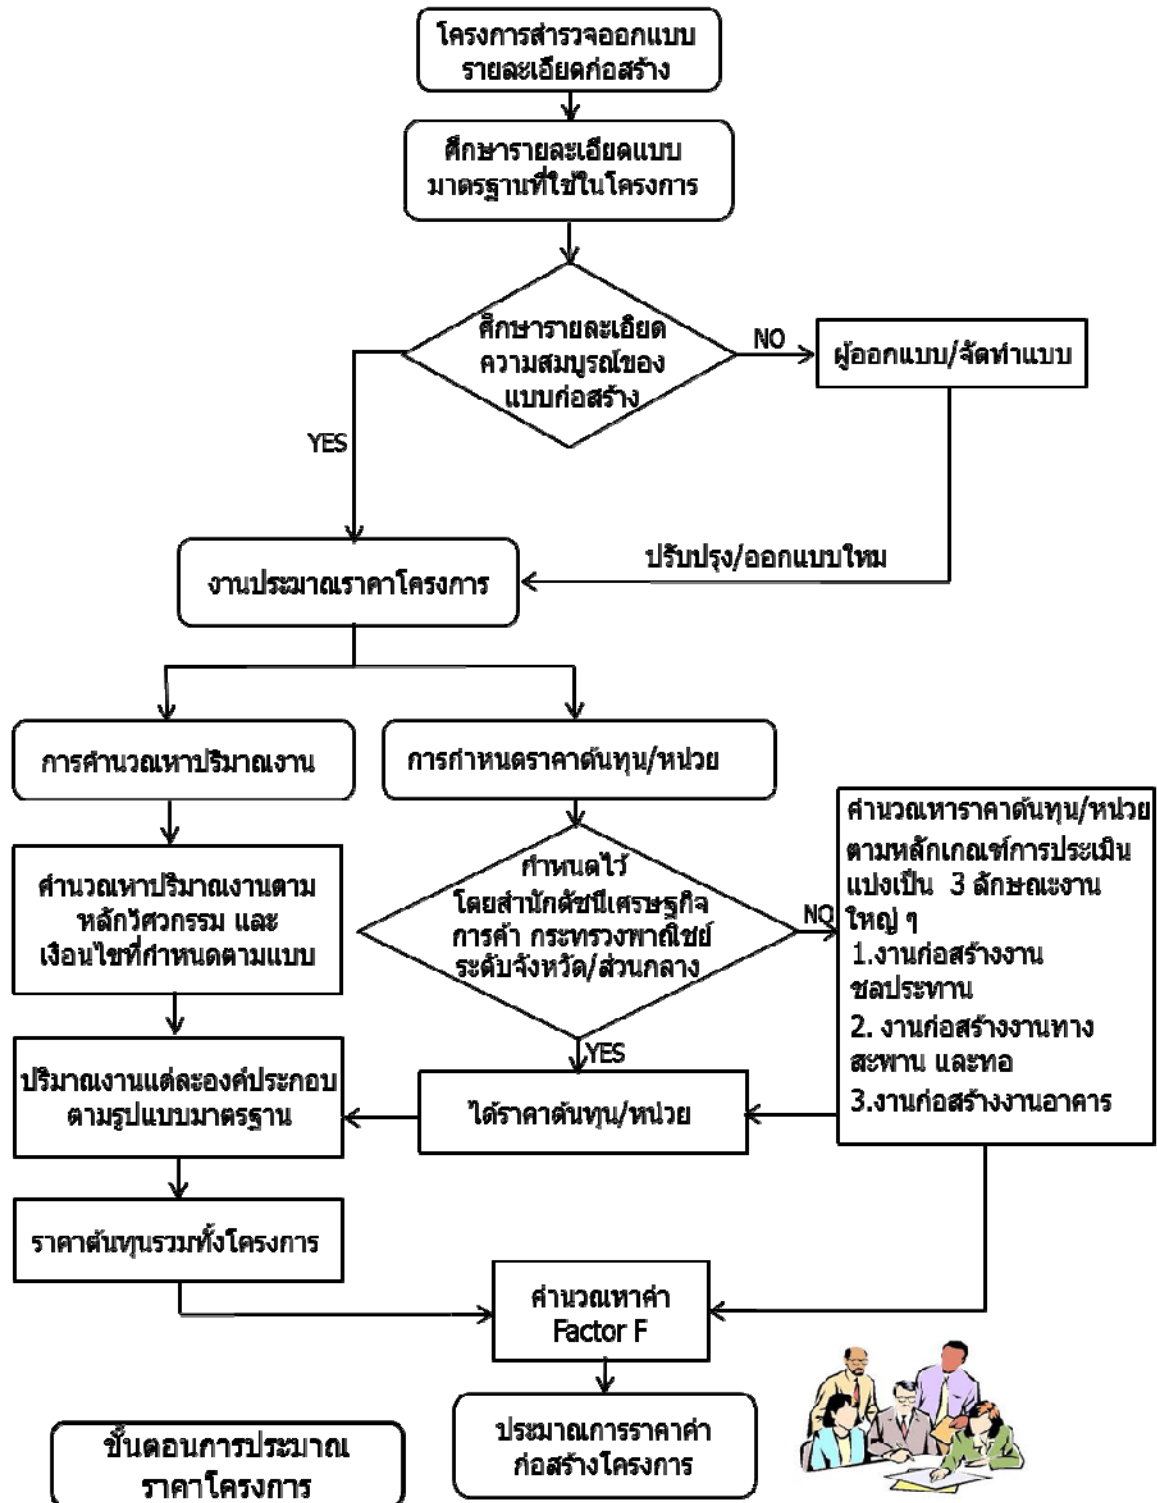 โครงการสำรวจออกแบบ
รายละเอียดก่อสร้าง
ศึกษารายละเอียดแบบ
มาตรฐานที่ใช้ในโครงการ
ศึกษารายละเอียด
ความสมบูรณ์ของ
แบบก่อสร้าง
NO
ผู้ออกแบบ/จัดทำแบบ
YES
ปรับปรุง/ออกแบบใหม่
งานประมาณราคาโครงการ
การคำนวณหาปริมาณงาน
การกำหนดราคาต้นทุน/หน่วย
คำนวณหาปริมาณงานตาม
หลักวิศวกรรม และ
เงื่อนไขที่กำหนดตามแบบ
กำหนดไว้
โดยสำนักดัชนีเศรษฐกิจ
การค้า กระทรวงพาณิชย์
ระดับจังหวัด/ส่วนกลาง
NO
คำนวณหาราคาต้นทุน/หน่วย
ตามหลักเกณฑ์การประเมิน
แบ่งเป็น 3 ลักษณะงาน
ใหญ่ ๆ
1.งานก่อสร้างงาน
ชลประทาน
2. งานก่อสร้างงานทาง
สะพาน และทอ
3.งานก่อสร้างงานอาคาร
YES
ปริมาณงานแต่ละองค์ประกอบ
ตามรูปแบบมาตรฐาน
ได้ราคาต้นทุน/หน่วย
ราคาต้นทุนรวมทั้งโครงการ
คำนวณหาค่า
Factor F
ประมาณการราคาค่า
ก่อสร้างโครงการ
ขั้นตอนการประมาณ
ราคาโครงการ